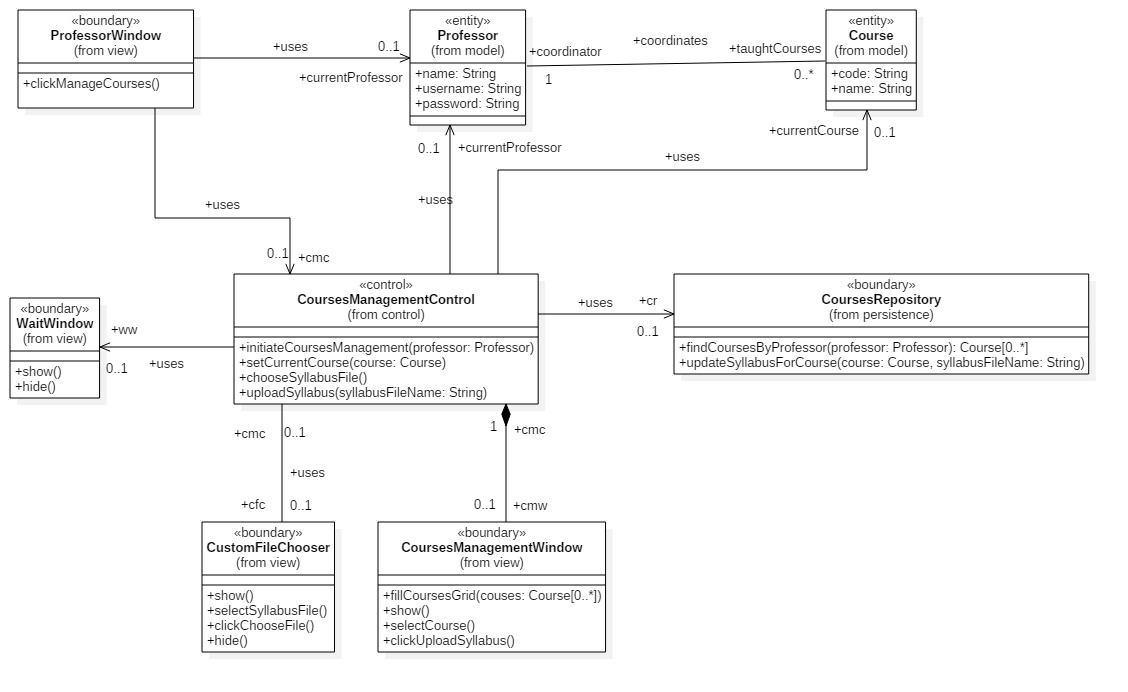 «boundary»
ProfessorWindow
(from view)
+clickManageCourses()
+uses
0..1
+currentProfessor
«entity»
Professor
(from model)
+name: String
+username: String
+password: String
+coordinator
1
+coordinates
+taughtCourses
0..*
«entity»
Course
(from model)
+code: String
+name: String
+currentCourse
0..1
0..1
+currentProfessor
+uses
+uses
+uses
0..1
+cmc
«control»
CoursesManagementControl
(from control)
+initiateCoursesManagement(professor: Professor)
+setCurrentCourse(course: Course)
+chooseSyllabusFile()
+uploadSyllabus(syllabusFileName: String)
+uses
+cr
0..1
«boundary»
CoursesRepository
(from persistence)
+findCoursesByProfessor(professor: Professor): Course[0..*]
+updateSyllabusForCourse(course: Course, syllabusFileName: String)
«boundary»
WaitWindow
(from view)
+show()
+hide()
+ww
0..1
+uses
+cmc
0..1
+uses
+cfc
0..1
1
+cmc
0..1
+cmw
«boundary»
CustomFileChooser
(from view)
+show()
+selectSyllabusFile()
+clickChooseFile()
+hide()
«boundary»
CoursesManagementWindow
(from view)
+fillCoursesGrid(couses: Course[0..*])
+show()
+selectCourse()
+clickUploadSyllabus()